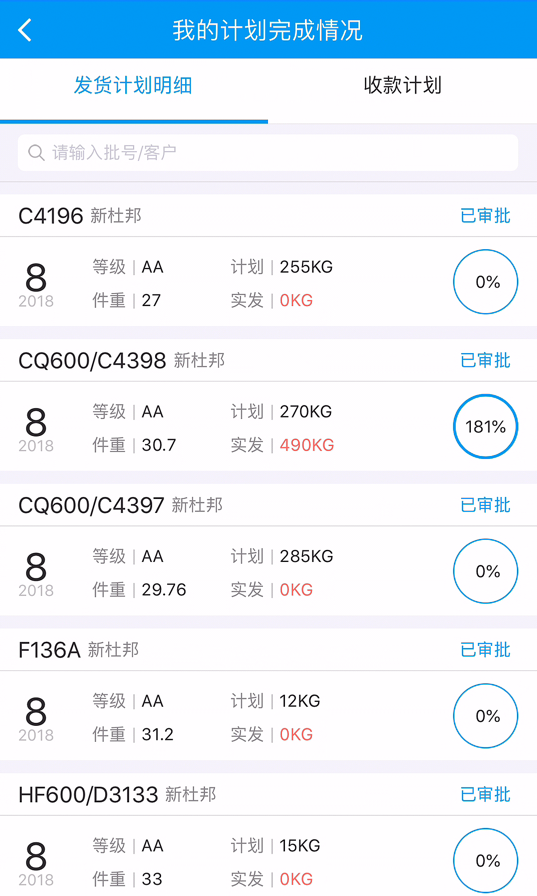 我的计划完成情况
发货计划明细 收款计划
请输入批号/客户
C4196 新杜邦 已审批
8 等级 | AA 计划 | 255KG 0%
2018 件重 | 27 实发 | 0KG
CQ600/C4398 新杜邦 已审批
8 等级 | AA 计划 | 270KG 181%
2018 件重 | 30.7 实发 | 490KG
CQ600/C4397 新杜邦 已审批
8 等级 | AA 计划 | 285KG 0%
2018 件重 | 29.76 实发 | 0KG
F136A 新杜邦 已审批
8 等级 | AA 计划 | 12KG 0%
2018 件重 | 31.2 实发 | 0KG
HF600/D3133 新杜邦 已审批
8 等级 | AA 计划 | 15KG 0%
2018 件重 | 33 实发 | 0KG